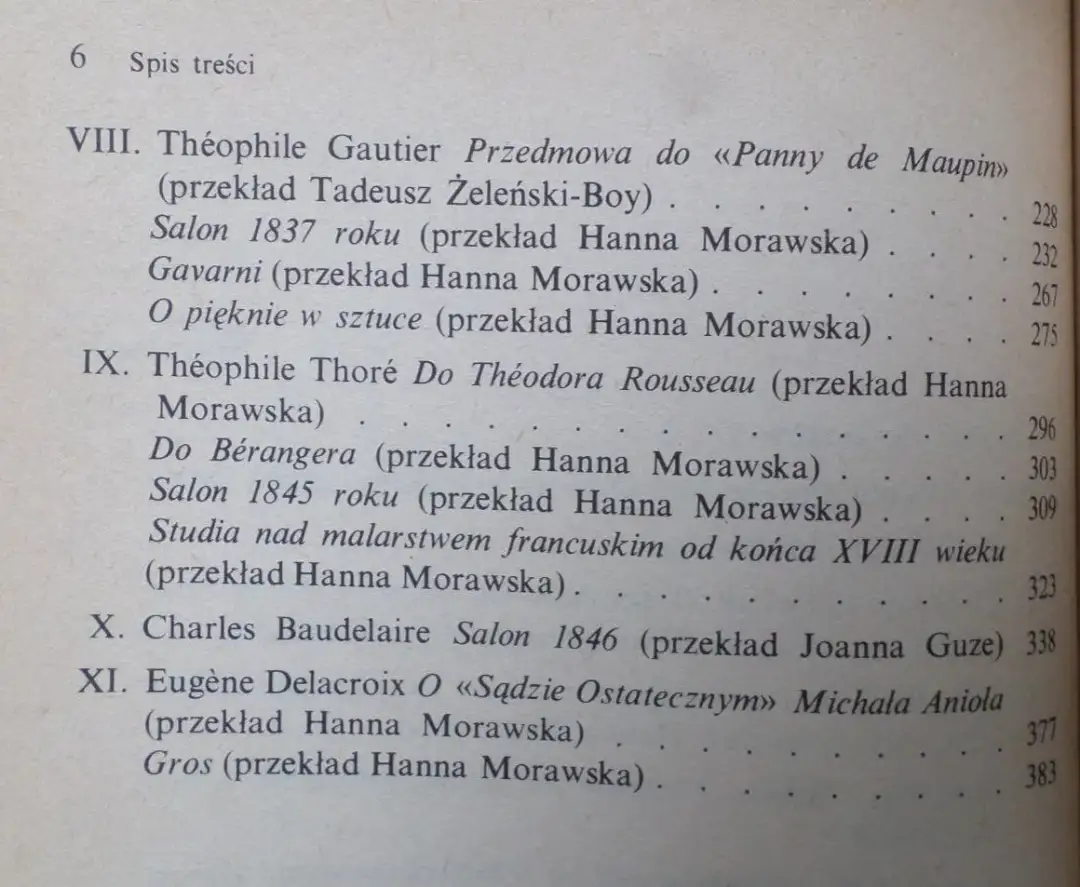 6 Spis treści
VIII. Théophile Gautier Przedmowa do «Panny de Maupin»
(przekład Tadeusz Żeleński-Boy) . . . . . . . . . 228
Salon 1837 roku (przekład Hanna Morawska) . . . . 232
Gavarni (przekład Hanna Morawska) . . . . . . . . 267
O pięknie w sztuce (przekład Hanna Morawska) . . . . 275
IX. Théophile Thoré Do Théodora Rousseau (przekład Hanna
Morawska) . . . . . . . . . . . . . . . . 296
Do Bérangera (przekład Hanna Morawska) . . . . . 303
Salon 1845 roku (przekład Hanna Morawska) . . . . 309
Studia nad malarstwem francuskim od końca XVIII wieku
(przekład Hanna Morawska) . . . . . . . . . . . 323
X. Charles Baudelaire Salon 1846 (przekład Joanna Guze) 338
XI. Eugène Delacroix O «Sądzie Ostatecznym» Michała Anioła
(przekład Hanna Morawska) . . . . . . . . . . 377
Gros (przekład Hanna Morawska) . . . . . . . . . 383